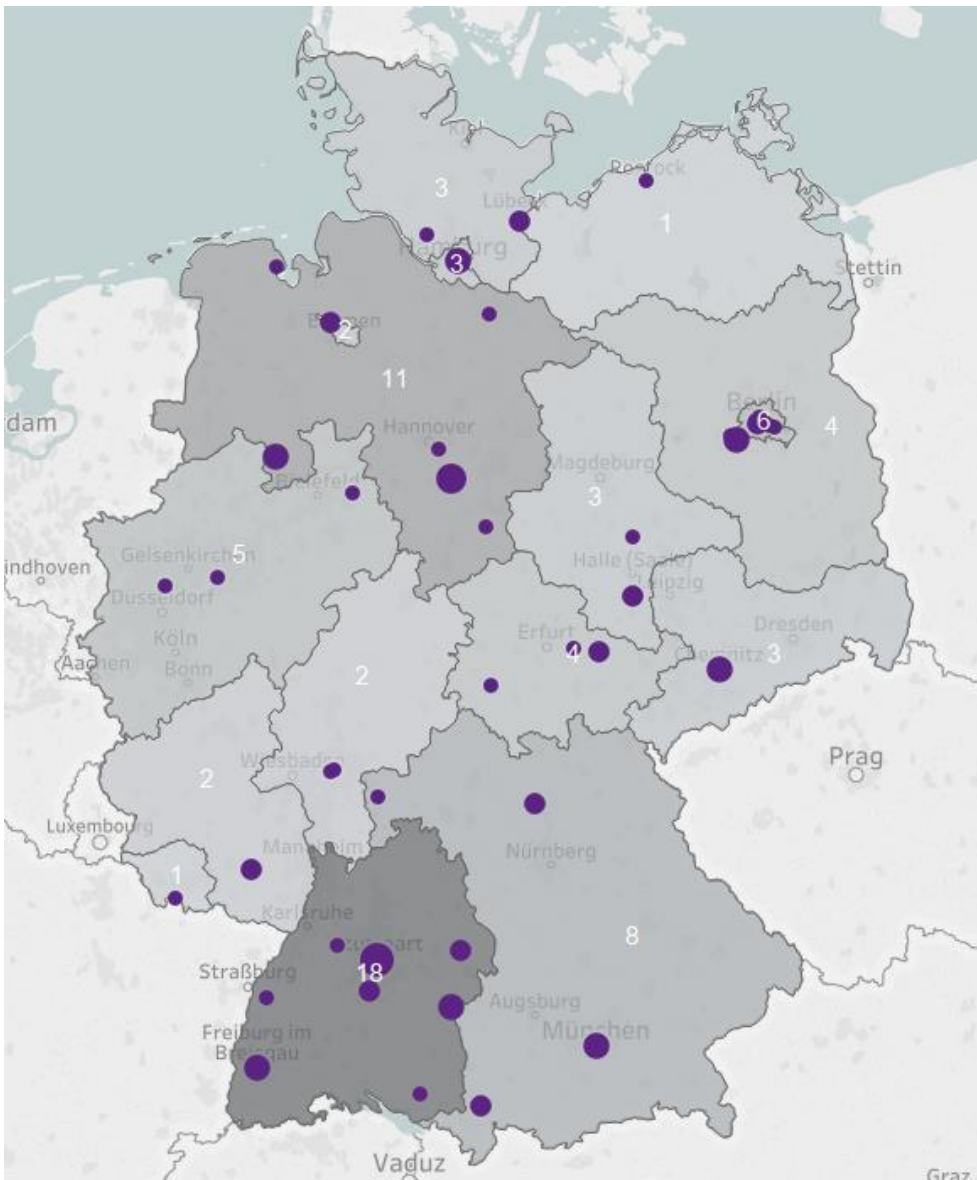 Kiel
Rostock
3
1
Lübeck
Hamburg
3
Stettin
Bremen
2
11
dam
Berlin
6
4
Hannover
Magdeburg
Bielefeld
3
5
Gelsenkirchen
indhoven
Halle (Saale)
Leipzig
Düsseldorf
Dresden
Erfurt
Köln
4
Chemnitz
3
Aachen
Bonn
2
Prag
Wiesbaden
2
Luxembourg
Mannheim
Nürnberg
1
Karlsruhe
8
Stuttgart
18
Straßburg
Augsburg
Freiburg im
Breisgau
München
Vaduz
Graz